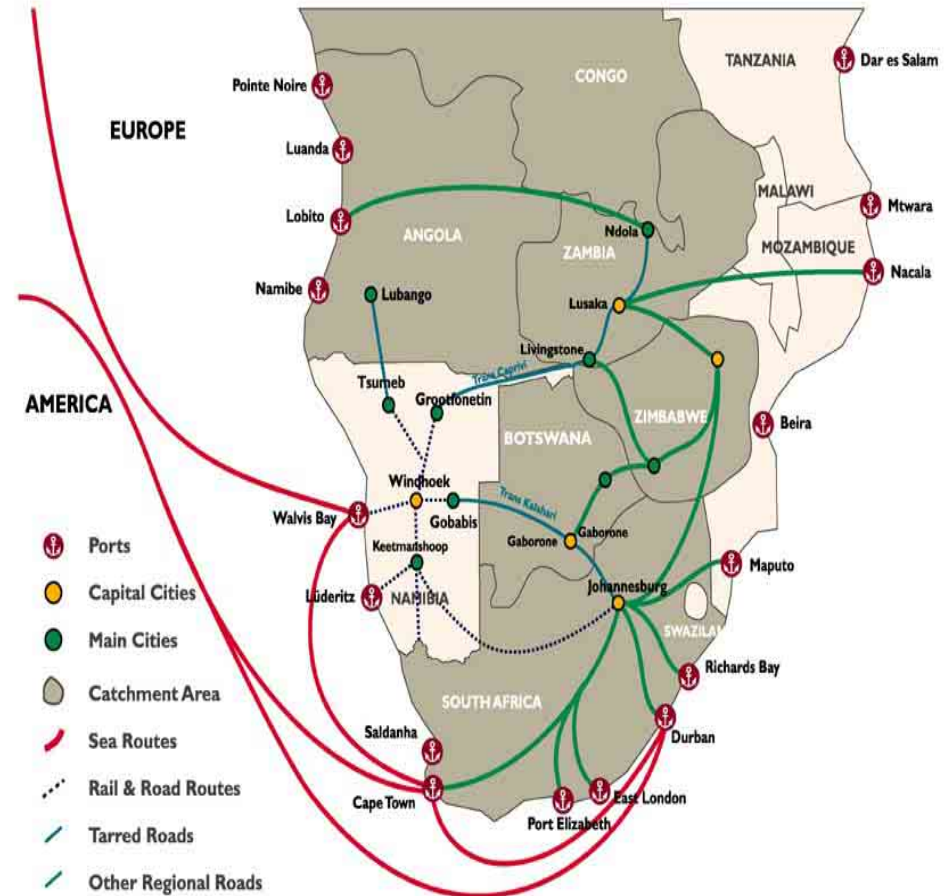 CONGO
TANZANIA
Dar es Salam
Pointe Noire
EUROPE
Luanda
MALAWI
Mtwara
Lobito
ANGOLA
Ndola
ZAMBIA
MOZAMBIQUE
Nacala
Namibe
Lubango
Lusaka
Livingstone
Trans Caprivi
Tsumeb
Grootfonetin
AMERICA
BOTSWANA
ZIMBABWE
Beira
Windhoek
Trans Kalahari
Walvis Bay
Gobabis
Gaborone
Gaborone
Ports
Keetmanshoop
Maputo
Capital Cities
Lüderitz
NAMIBIA
Johannesburg
Main Cities
SWAZILAN
Richards Bay
Catchment Area
SOUTH AFRICA
Durban
Sea Routes
Saldanha
Rail & Road Routes
Cape Town
East London
Port Elizabeth
Tarred Roads
Other Regional Roads